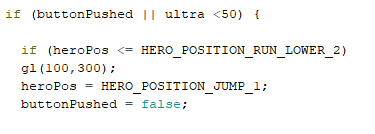 if (buttonPushed || ultra <50) {
if (heroPos <= HERO_POSITION_RUN_LOWER_2)
gl(100,300);
heroPos = HERO_POSITION_JUMP_1;
buttonPushed = false;